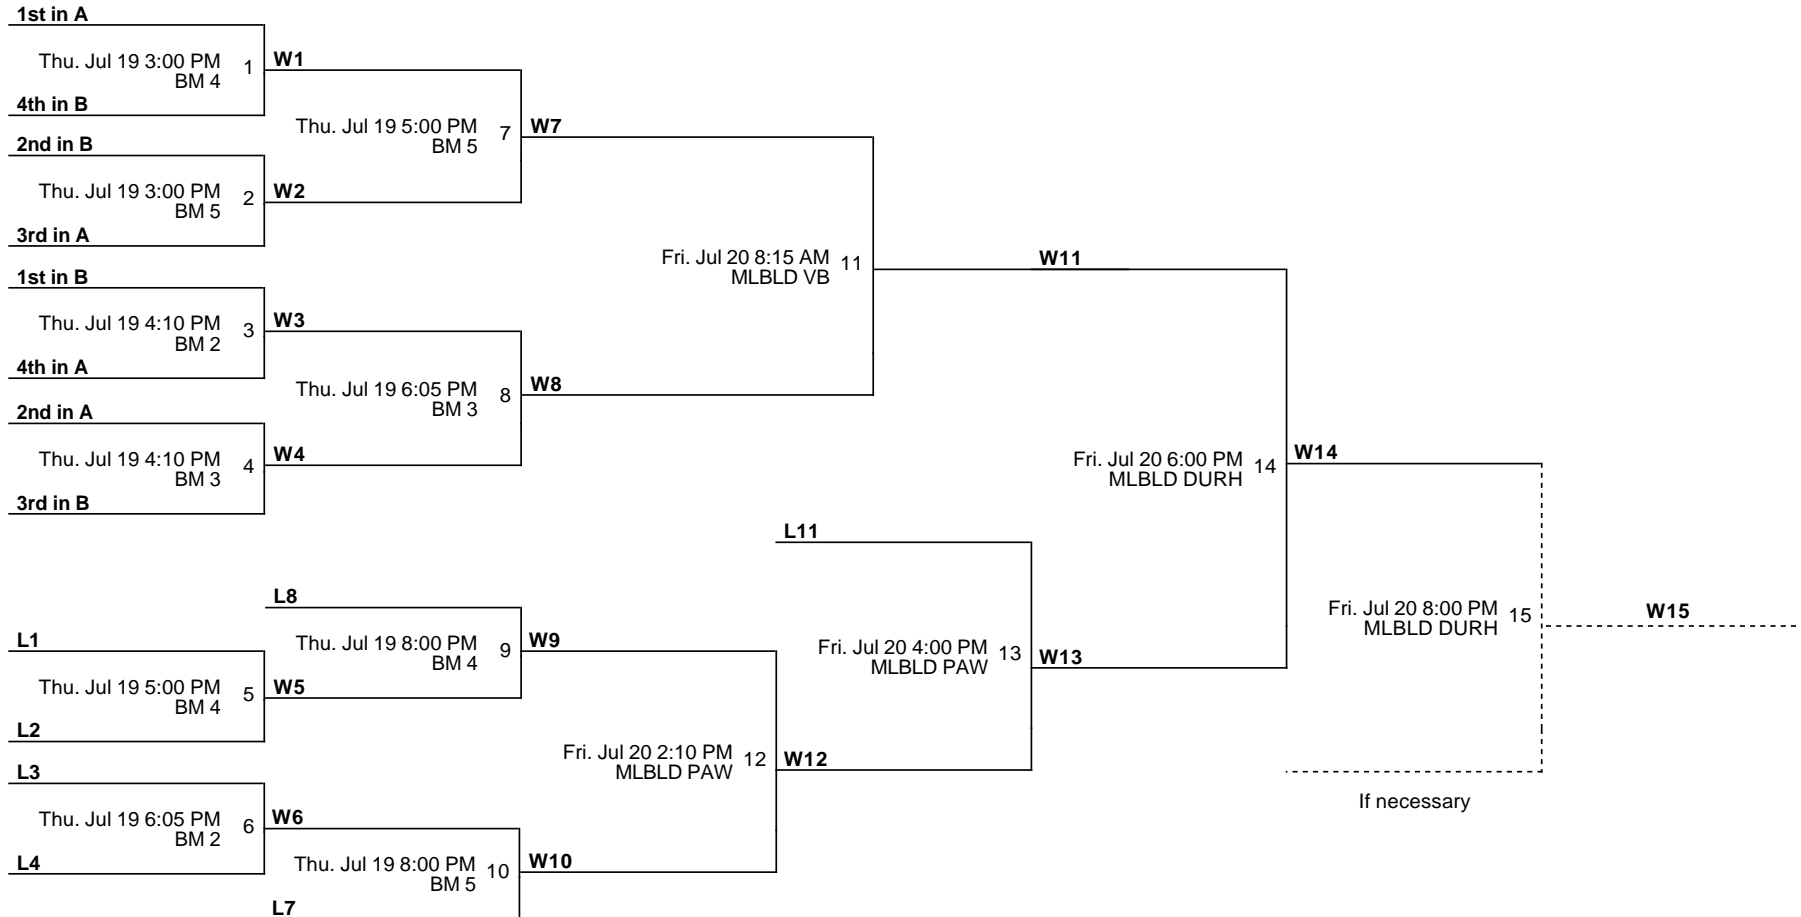 1st in A
Thu. Jul 19 3:00 PM 1
BM 4
W1
4th in B
Thu. Jul 19 5:00 PM 7
BM 5
W7
2nd in B
Thu. Jul 19 3:00 PM 2
BM 5
W2
3rd in A
Fri. Jul 20 8:15 AM 11
MLBLD VB
W11
1st in B
Thu. Jul 19 4:10 PM 3
BM 2
W3
4th in A
Thu. Jul 19 6:05 PM 8
BM 3
W8
2nd in A
Thu. Jul 19 4:10 PM 4
BM 3
W4
3rd in B
Fri. Jul 20 6:00 PM 14
MLBLD DURH
W14
L11
L8
Thu. Jul 19 8:00 PM 9
BM 4
W9
L1
Thu. Jul 19 5:00 PM 5
BM 4
W5
L2
Fri. Jul 20 4:00 PM 13
MLBLD PAW
W13
Fri. Jul 20 8:00 PM 15
MLBLD DURH
W15
Fri. Jul 20 2:10 PM 12
MLBLD PAW
W12
L3
Thu. Jul 19 6:05 PM 6
BM 2
W6
L4
Thu. Jul 19 8:00 PM 10
BM 5
W10
L7
If necessary